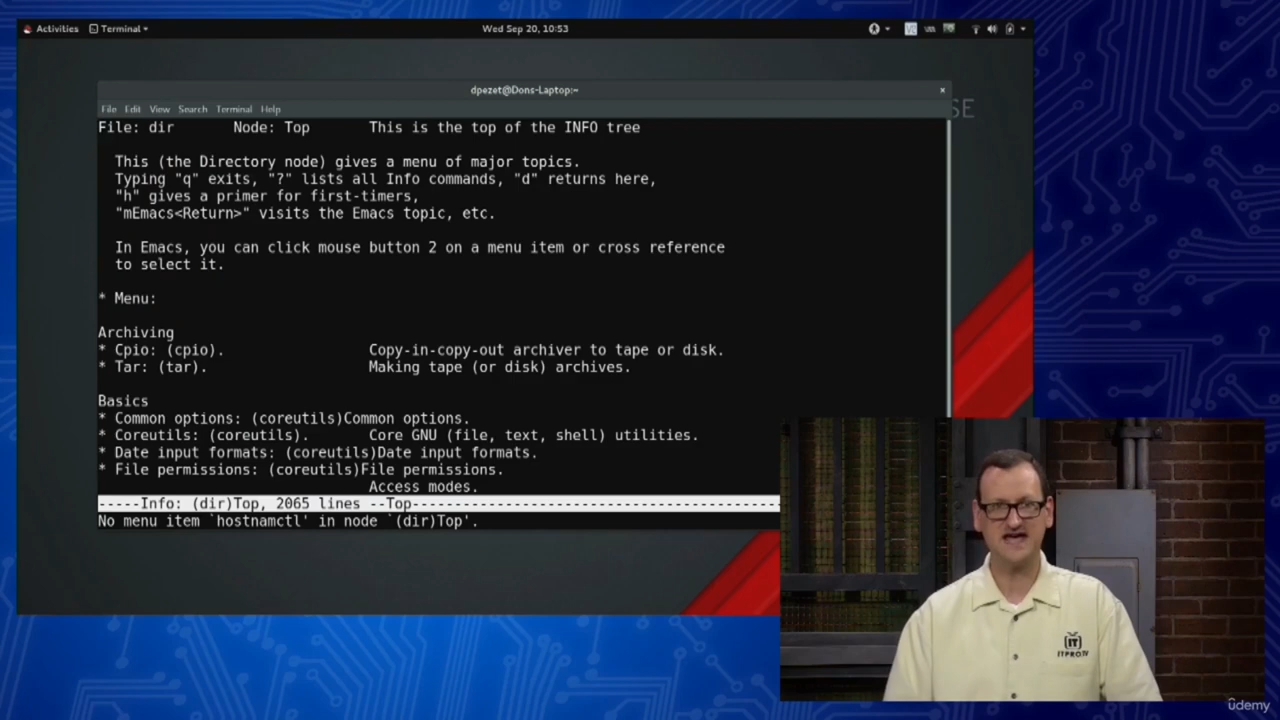 Activities Terminal Wed Sep 20, 10:53
SE
dpezet@Dons-Laptop:~ ×
File Edit View Search Terminal Help
File: dir Node: Top This is the top of the INFO tree
This (the Directory node) gives a menu of major topics.
Typing "q" exits, "?" lists all Info commands, "d" returns here,
"h" gives a primer for first-timers,
"mEmacs<Return>" visits the Emacs topic, etc.
In Emacs, you can click mouse button 2 on a menu item or cross reference
to select it.
* Menu:
Archiving
* Cpio: (cpio). Copy-in-copy-out archiver to tape or disk.
* Tar: (tar). Making tape (or disk) archives.
Basics
* Common options: (coreutils)Common options.
* Coreutils: (coreutils). Core GNU (file, text, shell) utilities.
* Date input formats: (coreutils)Date input formats.
* File permissions: (coreutils)File permissions.
Access modes.
-----Info: (dir)Top, 2065 lines --Top-------------------------------------------
No menu item `hostnamctl' in node `(dir)Top'.
IT
ITPRO.TV
ûdemy